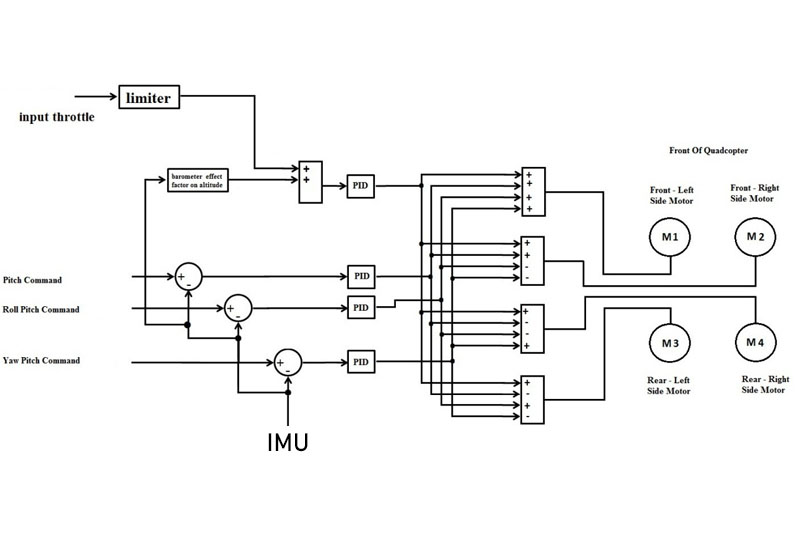 limiter
input throttle
Front Of Quadcopter
+
+
barometer effect
factor on altitude
PID
+
+
+
+
Front - Left
Side Motor
Front - Right
Side Motor
M1
M2
+
+
-
-
Pitch Command
+
-
PID
Roll Pitch Command
+
-
PID
+
-
-
+
M3
M4
Yaw Pitch Command
+
-
PID
Rear - Left
Side Motor
Rear - Right
Side Motor
+
-
+
-
IMU